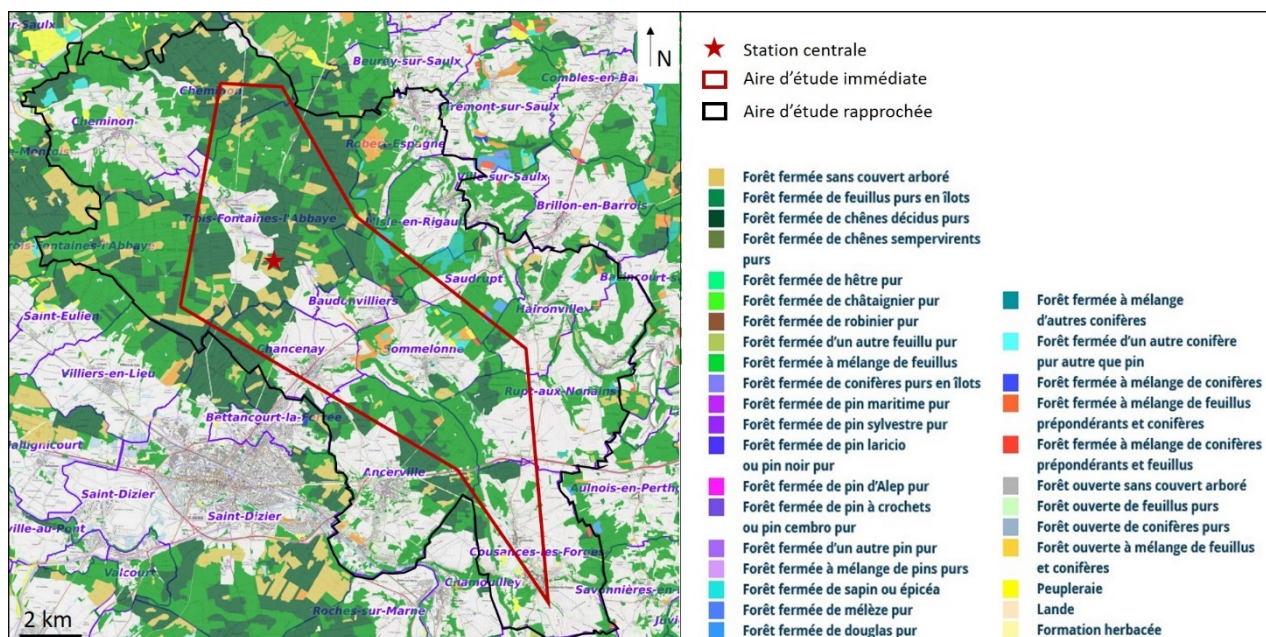 ur-Saulx
Beurey-sur-Saulx
N
Combles-en-Bar
Cheminon
Trémont-sur-Saulx
Cheminon
Robert-Espagne
Ville-sur-Saulx
Trois-Fontaines-l'Abbaye
L'Isle-en-Rigault
Brillon-en-Barrois
Trois-Fontaines-l'Abbaye
Saudrupt
Baudonvilliers
Haironville
Saint-Eulien
Chancenay
Sommelonne
Villiers-en-Lieu
Rupt-aux-Nonains
Bettancourt-la-Ferrée
Ancerville
Aulnois-en-Perth
Saint-Dizier
Saint-Dizier
Cousances-les-Forges
Valcourt
Chamouilley
Savonnières-en
Roches-sur-Marne
2 km
Station centrale
Aire d'étude immédiate
Aire d'étude rapprochée
Forêt fermée sans couvert arboré
Forêt fermée de feuillus purs en îlots
Forêt fermée de chênes décidus purs
Forêt fermée de chênes sempervirents
purs
Forêt fermée de hêtre pur
Forêt fermée de châtaignier pur
Forêt fermée de robinier pur
Forêt fermée d'un autre feuillu pur
Forêt fermée à mélange de feuillus
Forêt fermée de conifères purs en îlots
Forêt fermée de pin maritime pur
Forêt fermée de pin sylvestre pur
Forêt fermée de pin laricio
ou pin noir pur
Forêt fermée de pin d'Alep pur
Forêt fermée de pin à crochets
ou pin cembro pur
Forêt fermée d'un autre pin pur
Forêt fermée à mélange de pins purs
Forêt fermée de sapin ou épicéa
Forêt fermée de mélèze pur
Forêt fermée de douglas pur
Forêt fermée à mélange
d'autres conifères
Forêt fermée d'un autre conifère
pur autre que pin
Forêt fermée à mélange de conifères
Forêt fermée à mélange de feuillus
prépondérants et conifères
Forêt fermée à mélange de conifères
prépondérants et feuillus
Forêt ouverte sans couvert arboré
Forêt ouverte de feuillus purs
Forêt ouverte de conifères purs
Forêt ouverte à mélange de feuillus
et conifères
Peupleraie
Lande
Formation herbacée